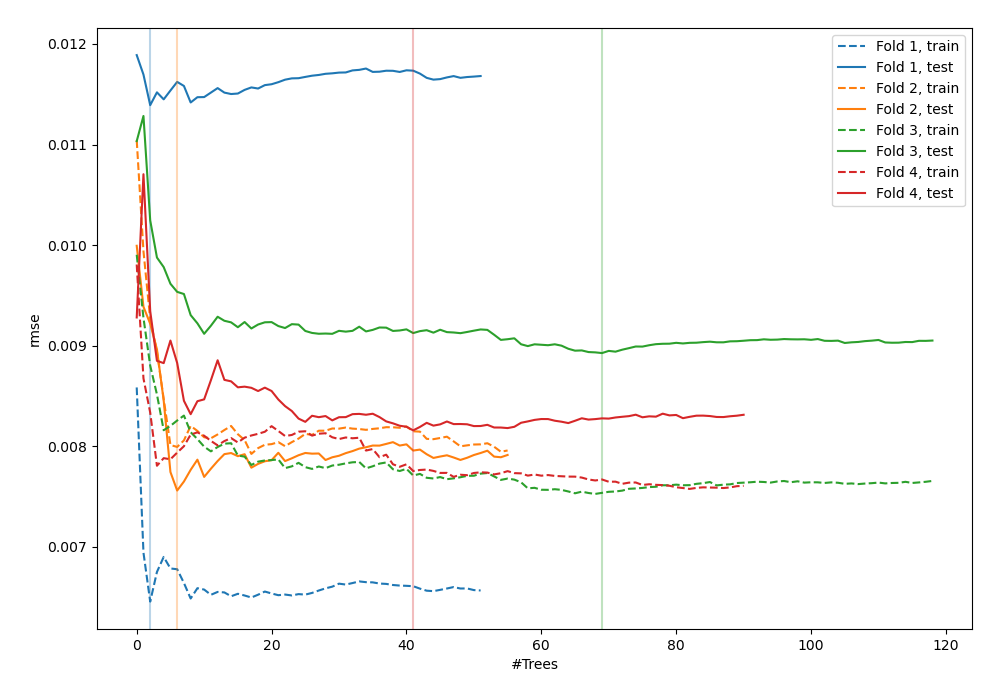 0.012
0.011
0.010
0.009
0.008
0.007
rmse
0
20
40
60
80
100
120
#Trees
Fold 1, train
Fold 1, test
Fold 2, train
Fold 2, test
Fold 3, train
Fold 3, test
Fold 4, train
Fold 4, test